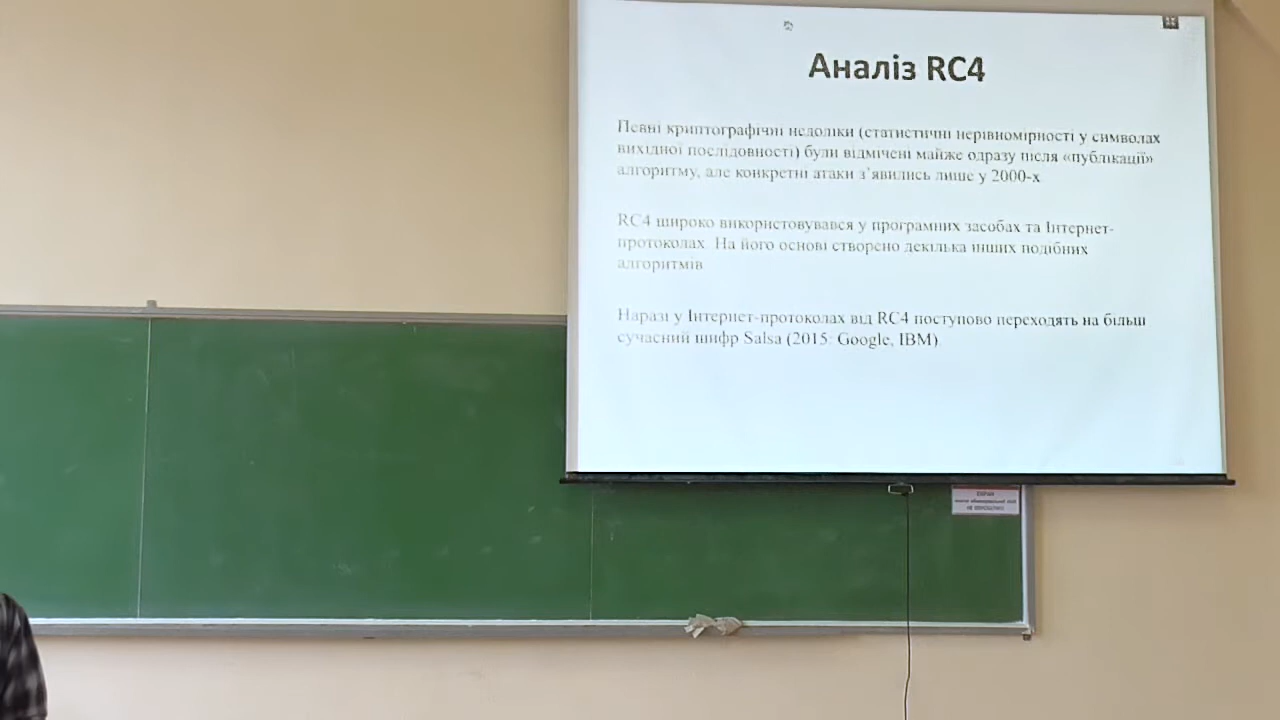 Аналіз RC4
Певні криптографічні недоліки (статистичні нерівномірності у символах
вихідної послідовності) були відмічені майже одразу після «публікації»
алгоритму, але конкретні атаки з’явились лише у 2000-х
RC4 широко використовувався у програмних засобах та Інтернет-
протоколах. На його основі створено декілька інших подібних
алгоритмів
Наразі у Інтернет-протоколах від RC4 поступово переходять на більш
сучасний шифр Salsa (2015: Google, IBM)